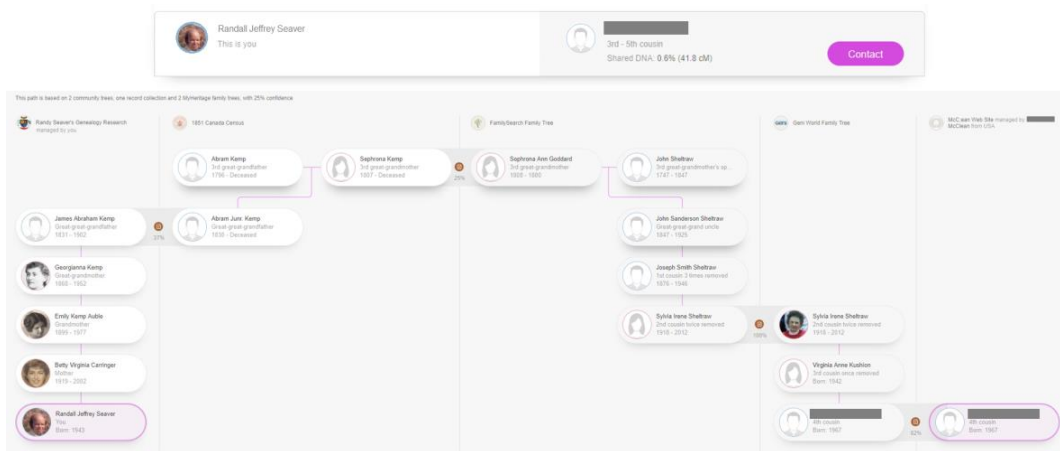 Randall Jeffrey Seaver
This is you
3rd - 5th cousin
Shared DNA: 0.6% (41.8 cM)
Contact
This path is based on 2 community trees, one record collection and 2 MyHeritage family trees, with 25% confidence
Randy Seaver's Genealogy Research
managed by you
1851 Canada Census
FamilySearch Family Tree
GENI
Geni World Family Tree
McClean Web Site managed by
McClean from USA
Abram Kemp
3rd great-grandfather
1796 - Deceased
Sephrona Kemp
3rd great-grandmother
1807 - Deceased
25%
Sephrona Ann Goddard
3rd great-grandmother
John Sheltraw
3rd great-grandmother's sp...
1747 - 1847
James Abraham Kemp
Great-great-grandfather
Abram Junr. Kemp
Great-great-grandfather
1830 - Deceased
John Sanderson Sheltraw
Great-great-grand uncle
1847 - 1925
Georgianna Kemp
Great-grandmother
1868 - 1952
Joseph Smith Sheltraw
1st cousin 3 times removed
1876 - 1946
Emily Kemp Auble
Grandmother
1899 - 1977
Sylvia Irene Sheltraw
2nd cousin twice removed
1918 - 2012
100%
Sylvia Irene Sheltraw
2nd cousin twice removed
1918 - 2012
Betty Virginia Carringer
Mother
1919 - 2002
Virginia Anne Kushion
3rd cousin once removed
Born: 1942
Randall Jeffrey Seaver
You
Born: 1943
4th cousin
Born: 1967
82%
4th cousin
Born: 1967